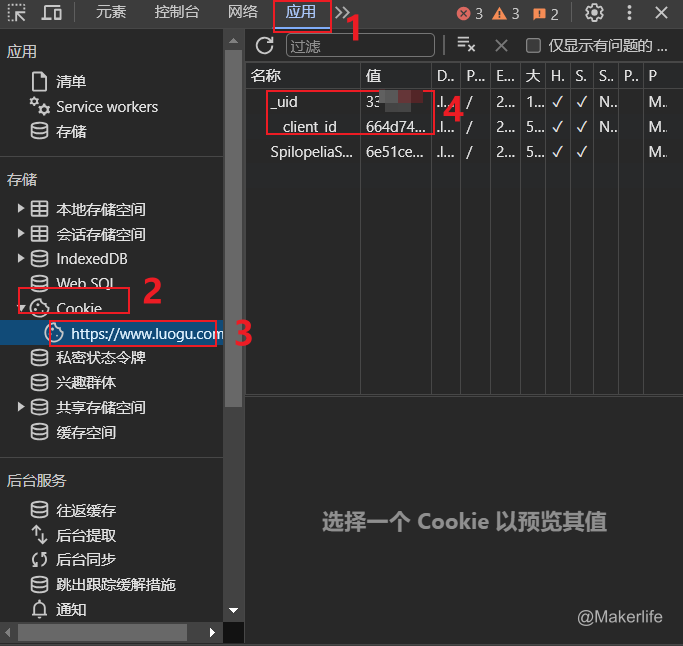 元素 控制台 网络 应用 3 3 2
1
应用
清单
Service workers
存储
存储
本地存储空间
会话存储空间
IndexedDB
Web SQL
Cookie
2
https://www.luogu.com
3
私密状态令牌
兴趣群体
共享存储空间
缓存空间
后台服务
往返缓存
后台提取
后台同步
跳出跟踪缓解措施
通知
过滤 仅显示有问题的 ...
名称 值 D.. P... E... 大 H. S. S.. P.. P
_uid 33 .l... / 2... 1... ✓ ✓ N.. M..
4
__client_id 664d74... .l... / 2... 5... ✓ ✓ N.. M..
SpilopeliaS... 6e51ce... .l... / 2... 5... ✓ ✓ M..
选择一个 Cookie 以预览其值
@Makerlife